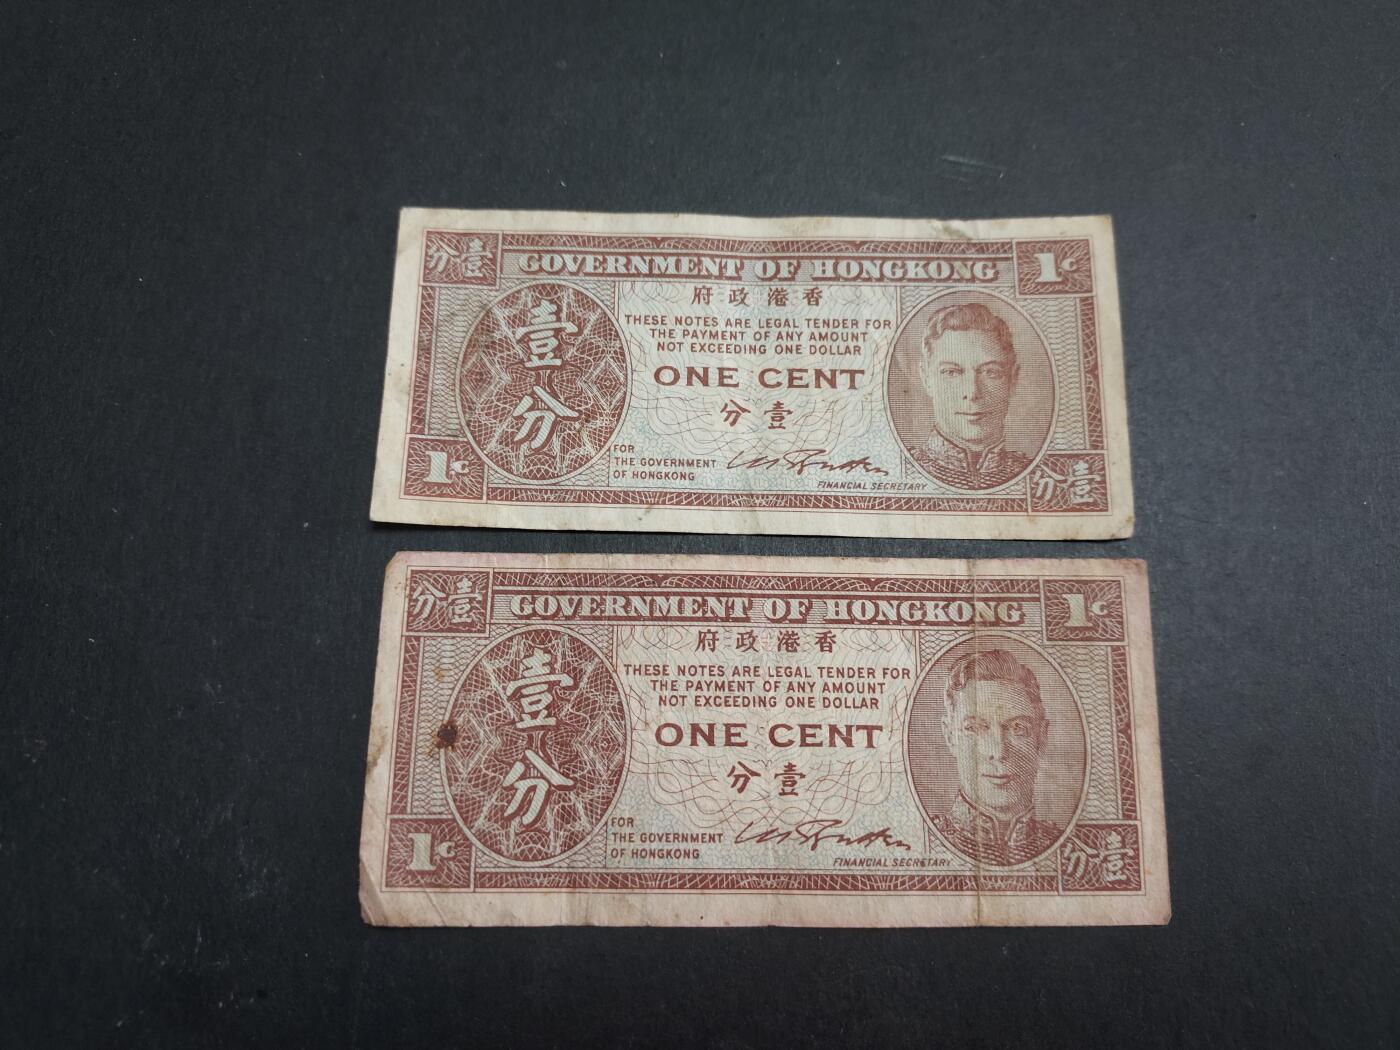 分壹
GOVERNMENT OF HONGKONG
1c
府政港香
THESE NOTES ARE LEGAL TENDER FOR
THE PAYMENT OF ANY AMOUNT
NOT EXCEEDING ONE DOLLAR
ONE CENT
分壹
壹
分
FOR
THE GOVERNMENT
OF HONGKONG
FINANCIAL SECRETARY
1c
分壹
分壹
GOVERNMENT OF HONGKONG
1c
府政港香
THESE NOTES ARE LEGAL TENDER FOR
THE PAYMENT OF ANY AMOUNT
NOT EXCEEDING ONE DOLLAR
ONE CENT
分壹
壹
分
FOR
THE GOVERNMENT
OF HONGKONG
FINANCIAL SECRETARY
1c
分壹